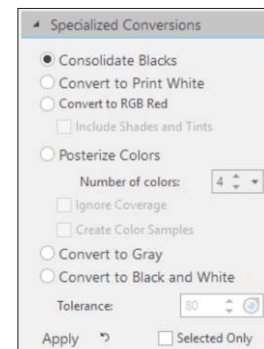 Specialized Conversions
Consolidate Blacks
Convert to Print White
Convert to RGB Red
Include Shades and Tints
Posterize Colors
Number of colors: 4
Ignore Coverage
Create Color Samples
Convert to Gray
Convert to Black and White
Tolerance: 80
Apply Selected Only